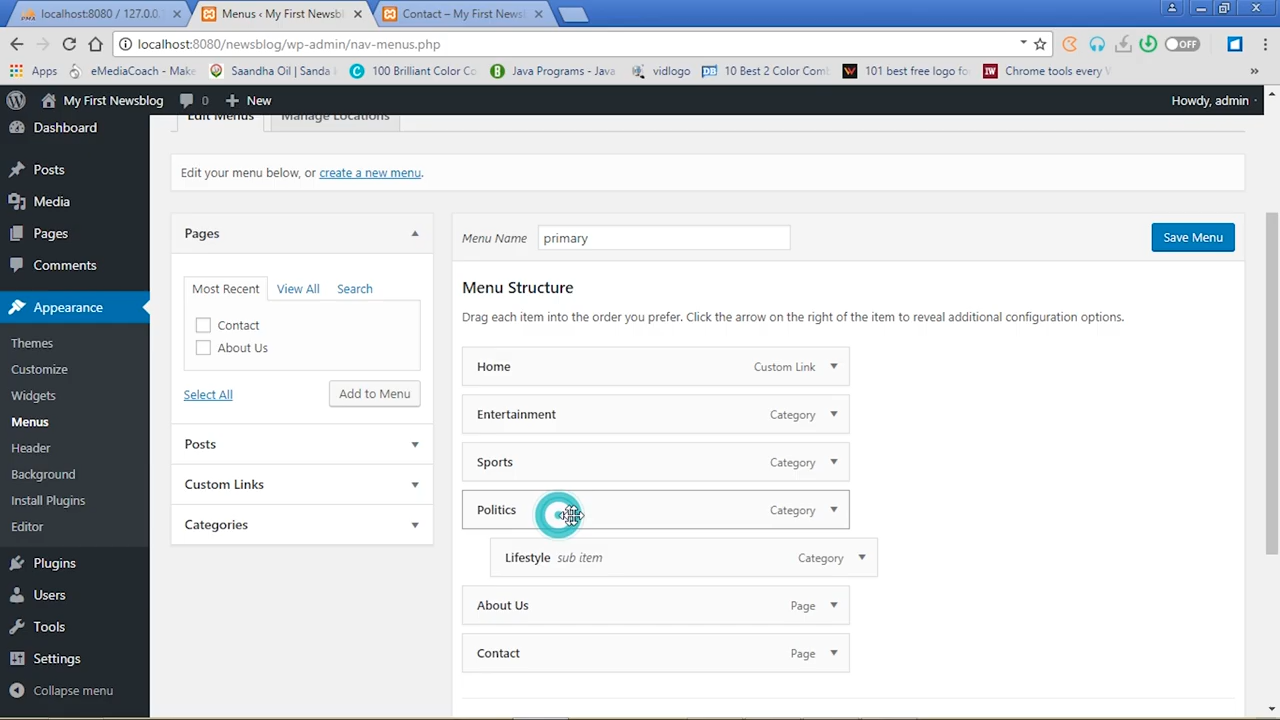 localhost:8080 / 127.0.0.
Menus ‹ My First Newsbl
Contact – My First News
localhost:8080/newsblog/wp-admin/nav-menus.php
OFF
Apps
eMediaCoach - Make
Saandha Oil | Sanda
100 Brilliant Color Co
Java Programs - Java
vidlogo
10 Best 2 Color Comb
101 best free logo fo
Chrome tools every
»
My First Newsblog
0
New
Howdy, admin
Dashboard
Posts
Media
Pages
Comments
Appearance
Themes
Customize
Widgets
Menus
Header
Background
Install Plugins
Editor
Plugins
Users
Tools
Settings
Collapse menu
Edit Menus
Manage Locations
Edit your menu below, or create a new menu.
Pages
Most Recent
View All
Search
Contact
About Us
Select All
Add to Menu
Posts
Custom Links
Categories
Menu Name
primary
Save Menu
Menu Structure
Drag each item into the order you prefer. Click the arrow on the right of the item to reveal additional configuration options.
Home
Custom Link
Entertainment
Category
Sports
Category
Politics
Category
Lifestyle sub item
Category
About Us
Page
Contact
Page